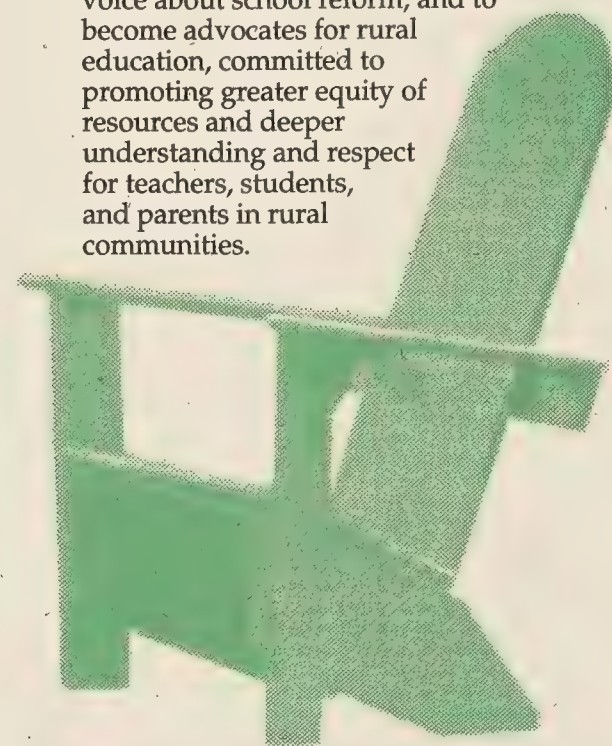 voice about school reform, and to
become advocates for rural
education, committed to
promoting greater equity of
resources and deeper
understanding and respect
for teachers, students,
and parents in rural
communities.